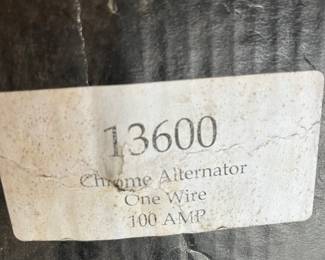 13600
Chrome Alternator
One Wire
100 AMP